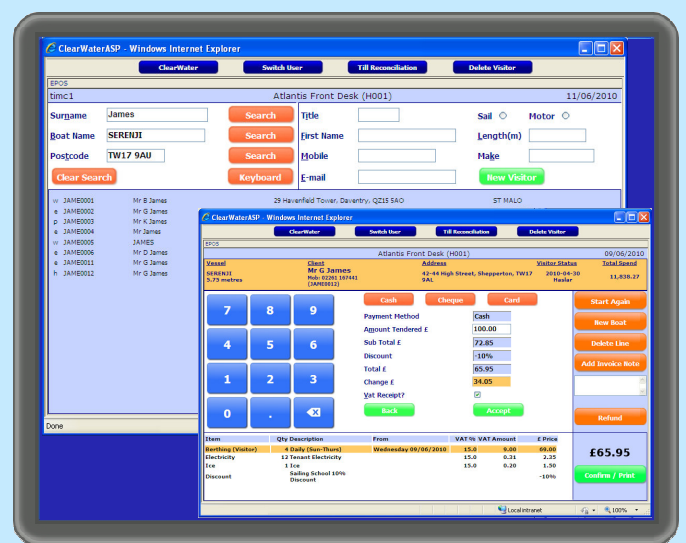 ClearWaterASP - Windows Internet Explorer
ClearWater Switch User Till Reconciliation Delete Visitor
EPOS
timc1 Atlantis Front Desk (H001) 11/06/2010
Surname James Search Title Sail Motor
Boat Name SERENJI Search First Name Length(m)
Postcode TW17 9AU Search Mobile Make
Clear Search Keyboard E-mail New Visitor
w JAME0001 Mr B James 29 Havenfield Tower, Daventry, QZ15 5AO ST MALO
e JAME0002 Mr G James
p JAME0003 Mr K James
e JAME0004 Mr James
w JAME0005 JAMES
e JAME0006 Mr D James
e JAME0011 Mr G James
h JAME0012 Mr G James
Done
ClearWaterASP - Windows Internet Explorer
ClearWater Switch User Till Reconciliation Delete Visitor
EPOS
Atlantis Front Desk (H001) 09/06/2010
Vessel Client Address Visitor Status Total Spend
SERENJI Mr G James 42-44 High Street, Shepperton, TW17 9AL 2010-04-30 11,838.27
5.73 metres Mob: 02261 167441 Haslar
(JAME0012)
7 8 9
4 5 6
1 2 3
0 .
Cash Cheque Card
Payment Method Cash
Amount Tendered £ 100.00
Sub Total £ 72.85
Discount -10%
Total £ 65.95
Change £ 34.05
Vat Receipt?
Back Accept
Start Again
New Boat
Delete Line
Add Invoice Note
Refund
Item Qty Description From VAT % VAT Amount £ Price
Berthing (Visitor) 4 Daily (Sun-Thurs) Wednesday 09/06/2010 15.0 9.00 69.00
Electricity 12 Tenant Electricity 15.0 0.31 2.35
Ice 1 Ice 15.0 0.20 1.50
Discount Sailing School 10% Discount -10%
£65.95
Confirm / Print
Local intranet 100%